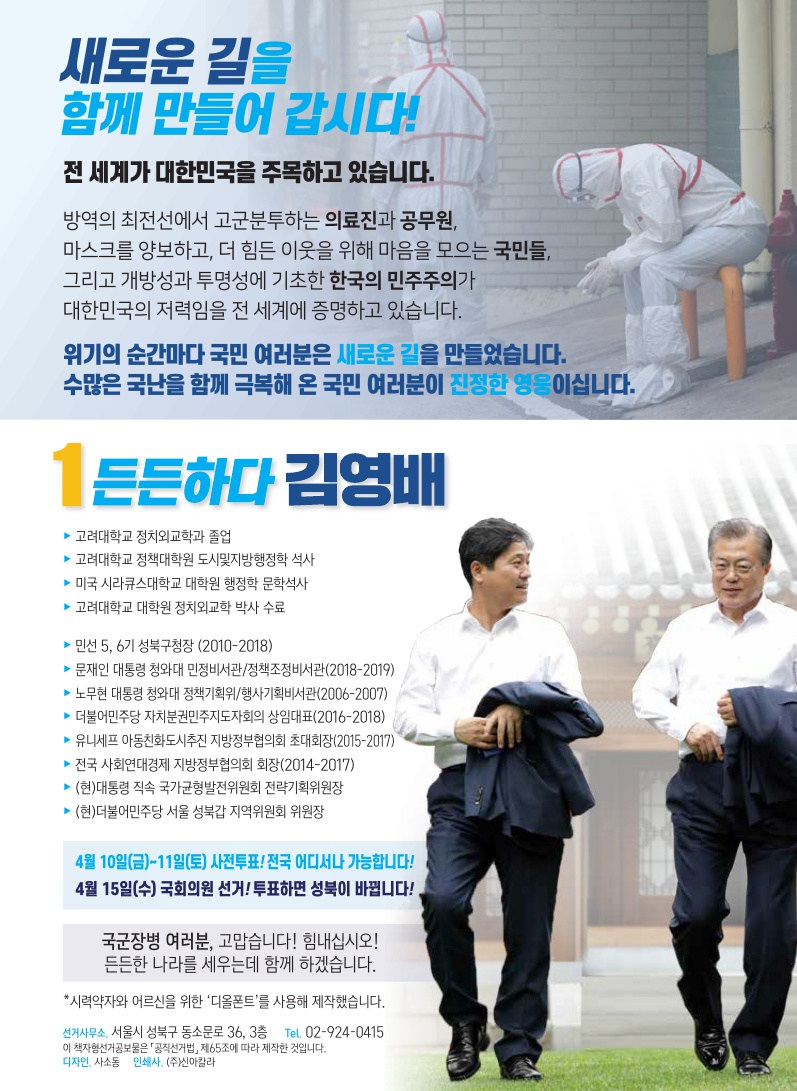 새로운 길을
함께 만들어 갑시다!
전 세계가 대한민국을 주목하고 있습니다.
방역의 최전선에서 고군분투하는 의료진과 공무원,
마스크를 양보하고, 더 힘든 이웃을 위해 마음을 모으는 국민들,
그리고 개방성과 투명성에 기초한 한국의 민주주의가
대한민국의 저력임을 전 세계에 증명하고 있습니다.
위기의 순간마다 국민 여러분은 새로운 길을 만들었습니다.
수많은 국난을 함께 극복해 온 국민 여러분이 진정한 영웅이십니다.
1 든든하다 김영배
▶ 고려대학교 정치외교학과 졸업
▶ 고려대학교 정책대학원 도시및지방행정학 석사
▶ 미국 시라큐스대학교 대학원 행정학 문학석사
▶ 고려대학교 대학원 정치외교학 박사 수료
▶ 민선 5, 6기 성북구청장 (2010-2018)
▶ 문재인 대통령 청와대 민정비서관/정책조정비서관(2018-2019)
▶ 노무현 대통령 청와대 정책기획위/행사기획비서관(2006-2007)
▶ 더불어민주당 자치분권민주지도자회의 상임대표(2016-2018)
▶ 유니세프 아동친화도시추진 지방정부협의회 초대회장(2015-2017)
▶ 전국 사회연대경제 지방정부협의회 회장(2014-2017)
▶ (현)대통령 직속 국가균형발전위원회 전략기획위원장
▶ (현)더불어민주당 서울 성북갑 지역위원회 위원장
4월 10일(금)~11일(토) 사전투표! 전국 어디서나 가능합니다!
4월 15일(수) 국회의원 선거! 투표하면 성북이 바뀝니다!
국군장병 여러분, 고맙습니다! 힘내십시오!
든든한 나라를 세우는데 함께 하겠습니다.
*시력약자와 어르신을 위한 '디올폰트'를 사용해 제작했습니다.
선거사무소. 서울시 성북구 동소문로 36, 3층 Tel. 02-924-0415
이 책자형선거공보물은 「공직선거법」 제65조에 따라 제작한 것입니다.
디자인. 사소통 인쇄사. (주)신아칼라